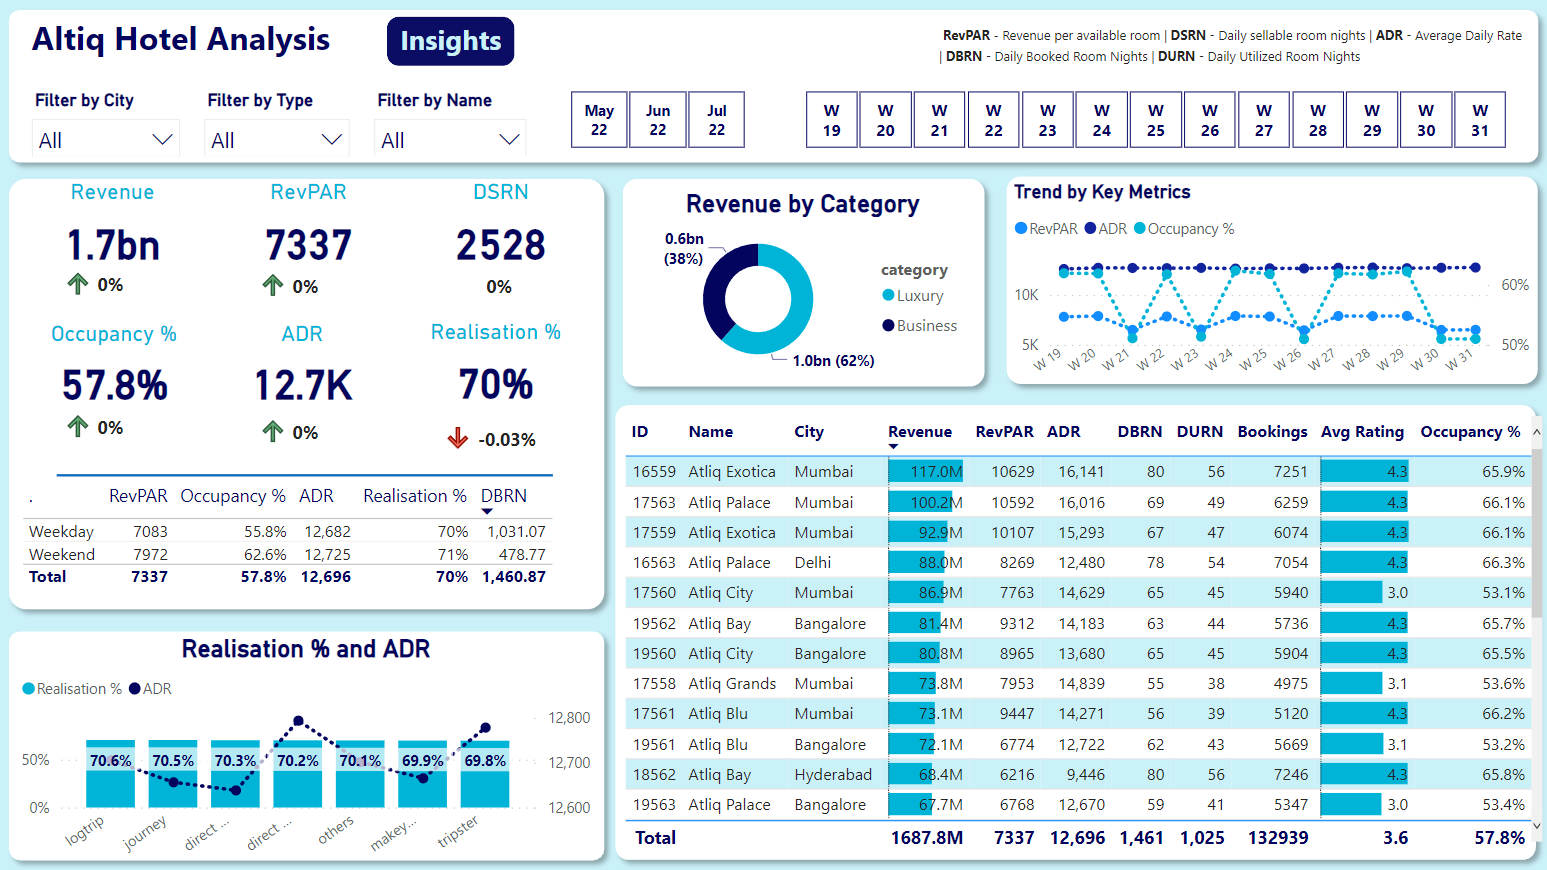 Altiq Hotel Analysis
Insights
RevPAR - Revenue per available room | DSRN - Daily sellable room nights | ADR - Average Daily Rate
| DBRN - Daily Booked Room Nights | DURN - Daily Utilized Room Nights
Filter by City
All
Filter by Type
All
Filter by Name
All
May 22
Jun 22
Jul 22
W 19
W 20
W 21
W 22
W 23
W 24
W 25
W 26
W 27
W 28
W 29
W 30
W 31
Revenue RevPAR DSRN
1.7bn 7337 2528
0% 0% 0%
Occupancy % ADR Realisation %
57.8% 12.7K 70%
0% 0% -0.03%
. RevPAR Occupancy % ADR Realisation % DBRN
Weekday 7083 55.8% 12,682 70% 1,031.07
Weekend 7972 62.6% 12,725 71% 478.77
Total 7337 57.8% 12,696 70% 1,460.87
Revenue by Category
0.6bn
(38%)
1.0bn (62%)
category
Luxury
Business
Trend by Key Metrics
RevPAR ADR Occupancy %
10K
5K
60%
50%
W 19 W 20 W 21 W 22 W 23 W 24 W 25 W 26 W 27 W 28 W 29 W 30 W 31
Realisation % and ADR
Realisation % ADR
50%
0%
12,800
12,700
12,600
70.6% 70.5% 70.3% 70.2% 70.1% 69.9% 69.8%
logtrip journey direct ... direct ... others makey... tripster
ID Name City Revenue RevPAR ADR DBRN DURN Bookings Avg Rating Occupancy %
16559 Atliq Exotica Mumbai 117.0M 10629 16,141 80 56 7251 4.3 65.9%
17563 Atliq Palace Mumbai 100.2M 10592 16,016 69 49 6259 4.3 66.1%
17559 Atliq Exotica Mumbai 92.9M 10107 15,293 67 47 6074 4.3 66.1%
16563 Atliq Palace Delhi 88.0M 8269 12,480 78 54 7054 4.3 66.3%
17560 Atliq City Mumbai 86.9M 7763 14,629 65 45 5940 3.0 53.1%
19562 Atliq Bay Bangalore 81.4M 9312 14,183 63 44 5736 4.3 65.7%
19560 Atliq City Bangalore 80.8M 8965 13,680 65 45 5904 4.3 65.5%
17558 Atliq Grands Mumbai 73.8M 7953 14,839 55 38 4975 3.1 53.6%
17561 Atliq Blu Mumbai 73.1M 9447 14,271 56 39 5120 4.3 66.2%
19561 Atliq Blu Bangalore 72.1M 6774 12,722 62 43 5669 3.1 53.2%
18562 Atliq Bay Hyderabad 68.4M 6216 9,446 80 56 7246 4.3 65.8%
19563 Atliq Palace Bangalore 67.7M 6768 12,670 59 41 5347 3.0 53.4%
Total 1687.8M 7337 12,696 1,461 1,025 132939 3.6 57.8%